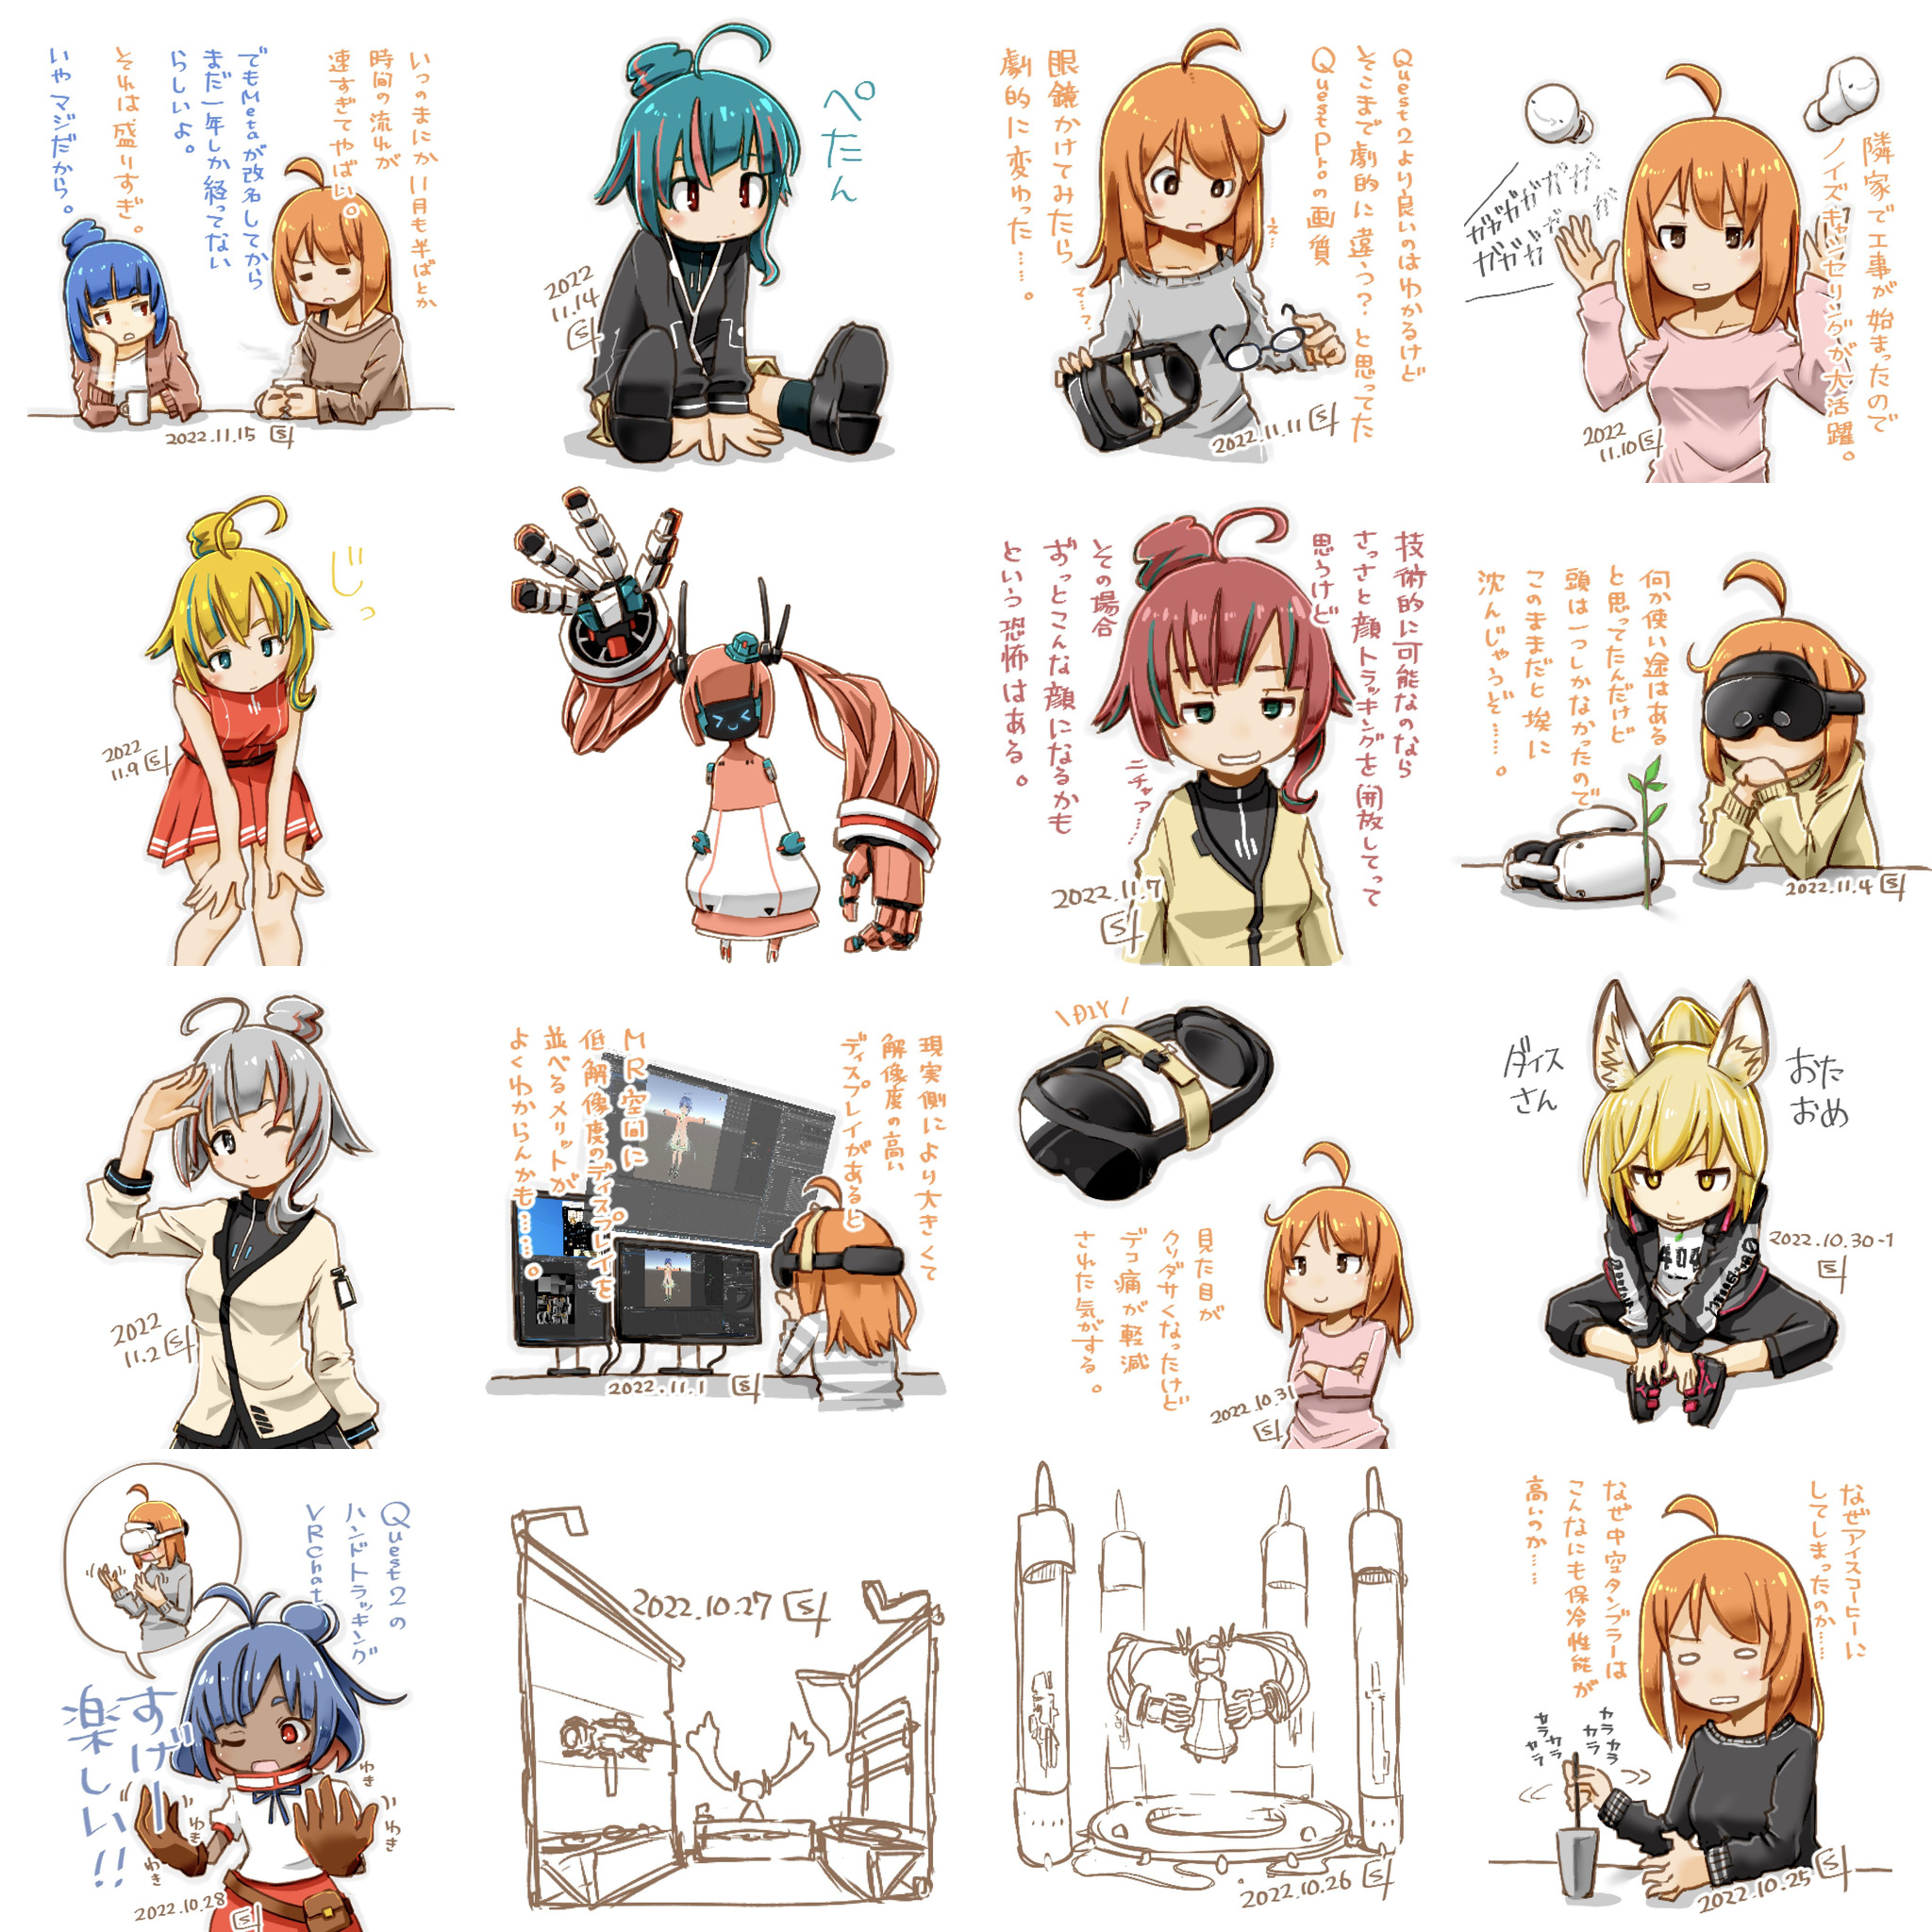 いつのまにか11月も半ばとか
時間の流れが
速すぎてやばい。
でもMetaが改名してから
まだ一年しか経ってない
らしいよ。
それは盛りすぎ。
いやマジだから。
2022.11.15
ぺたん
2022
11.14
Quest2より良いのはわかるけど
そこまで劇的に違う?と思ってた
QuestProの画質
え…
眼鏡かけてみたら
マ…?
劇的に変わった……。
2022.11.11
隣家で工事が始まったので
ノイズキャンセリングが大活躍。
ガガガガガガガガ
ガガガガ
2022
11.10
じっ
2022
11.9
技術的に可能なのなら
さっさと顔トラッキングを開放してって
思うけど
その場合
ずっとこんな顔になるかも
という恐怖はある。
ニチャァ……
2022.11.7
何か使い途はある
と思ってたんだけど
頭は一つしかなかったので
このままだと埃に
沈んじゃうぞ……。
2022.11.4
2022
11.2
現実側により大きくて
解像度の高い
ディスプレイがあると
MR空間に
低解像度のディスプレイを
並べるメリットが
よくわからんかも……。
2022.11.1
\DIY/
見た目が
クソダサくなったけど
デコ痛が軽減
された気がする。
2022.10.31
おた
おめ
ダイス
さん
404
2022.10.30-1
Quest2の
ハンドトラッキング
VRChat
すげー
楽しい!!
わき
わき
わき
わき
2022.10.28
2022.10.27
2022.10.26
なぜアイスコーヒーに
してしまったのか……
なぜ中空タンブラーは
こんなにも保冷性能が
高いのか……
カラカラ
カラ
カラ
カラ
カラ
2022.10.25